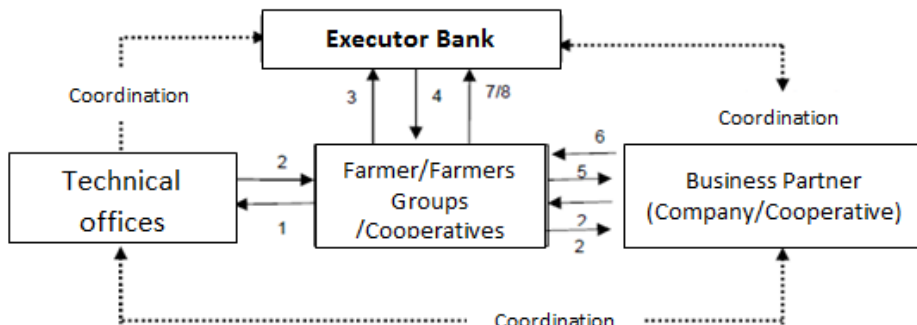 Executor Bank
Coordination
3
4
7/8
Coordination
6
Technical
offices
2
1
Farmer/Farmers
Groups
/Cooperatives
5
2
2
Business Partner
(Company/Cooperative)
Coordination